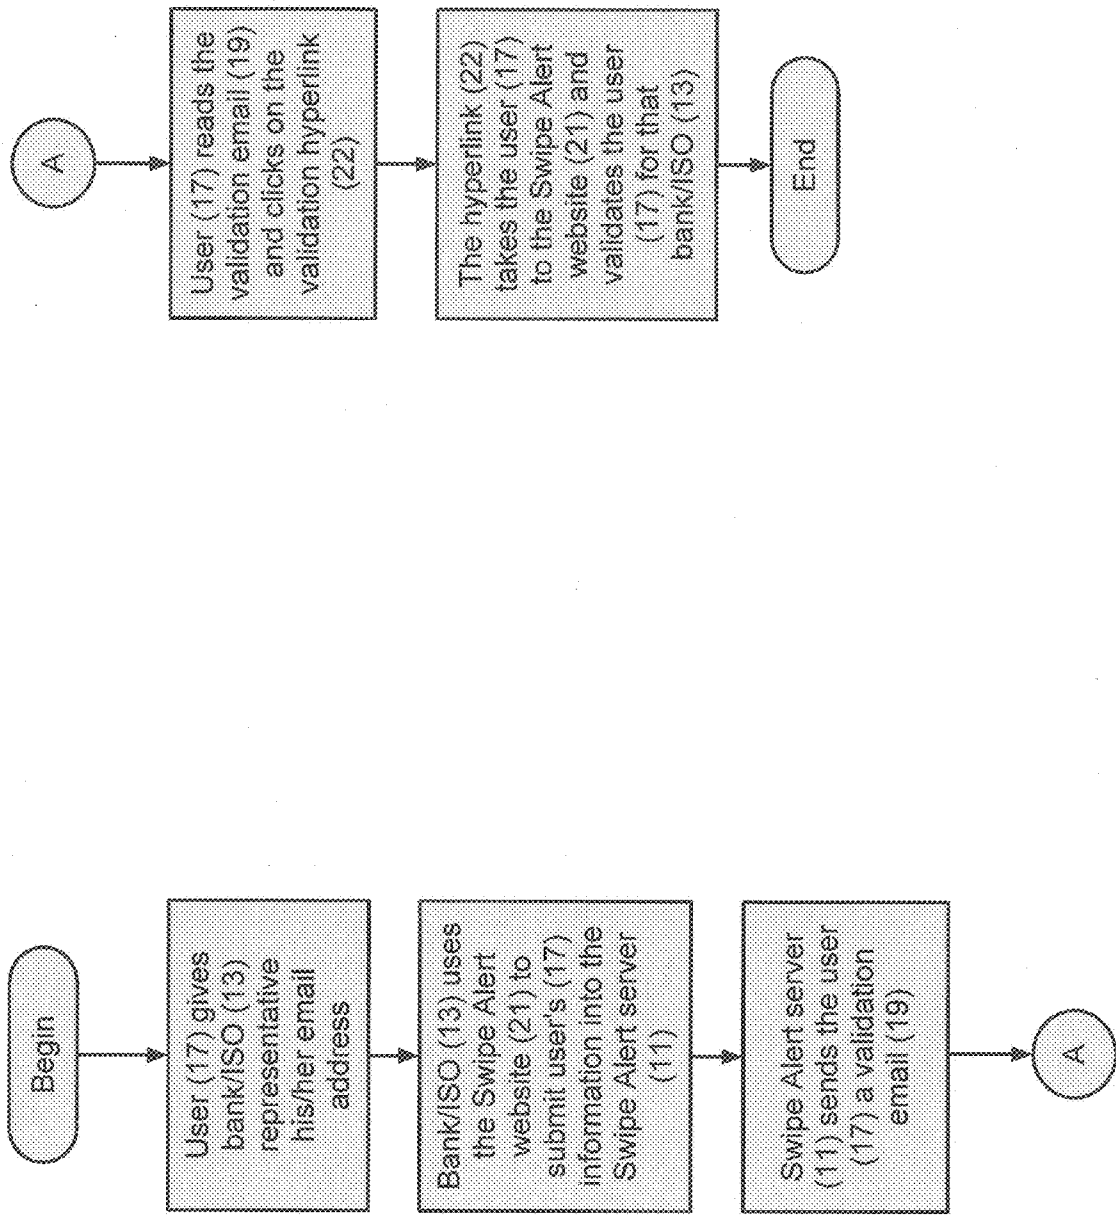 Begin
User (17) gives
bank/ISO (13)
representative
his/her email
address
Bank/ISO (13) uses
the Swipe Alert
website (21) to
submit user's (17)
information into the
Swipe Alert server
(11)
Swipe Alert server
(11) sends the user
(17) a validation
email (19)
A
A
User (17) reads the
validation email (19)
and clicks on the
validation hyperlink
(22)
The hyperlink (22)
takes the user (17)
to the Swipe Alert
website (21) and
validates the user
(17) for that
bank/ISO (13)
End